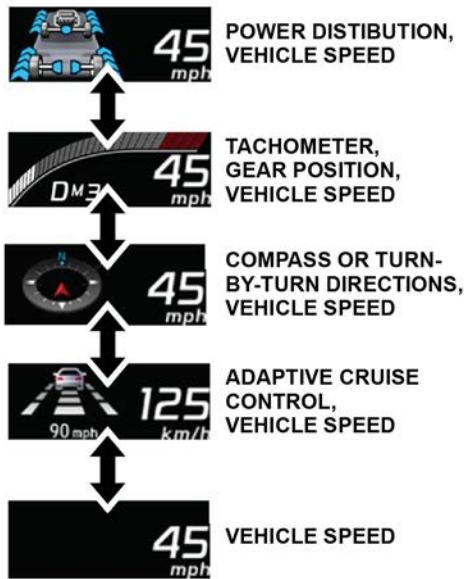 45
mph
POWER DISTIBUTION,
VEHICLE SPEED
DM3
45
mph
TACHOMETER,
GEAR POSITION,
VEHICLE SPEED
N
45
mph
COMPASS OR TURN-
BY-TURN DIRECTIONS,
VEHICLE SPEED
90 mph
125
km/h
ADAPTIVE CRUISE
CONTROL,
VEHICLE SPEED
45
mph
VEHICLE SPEED